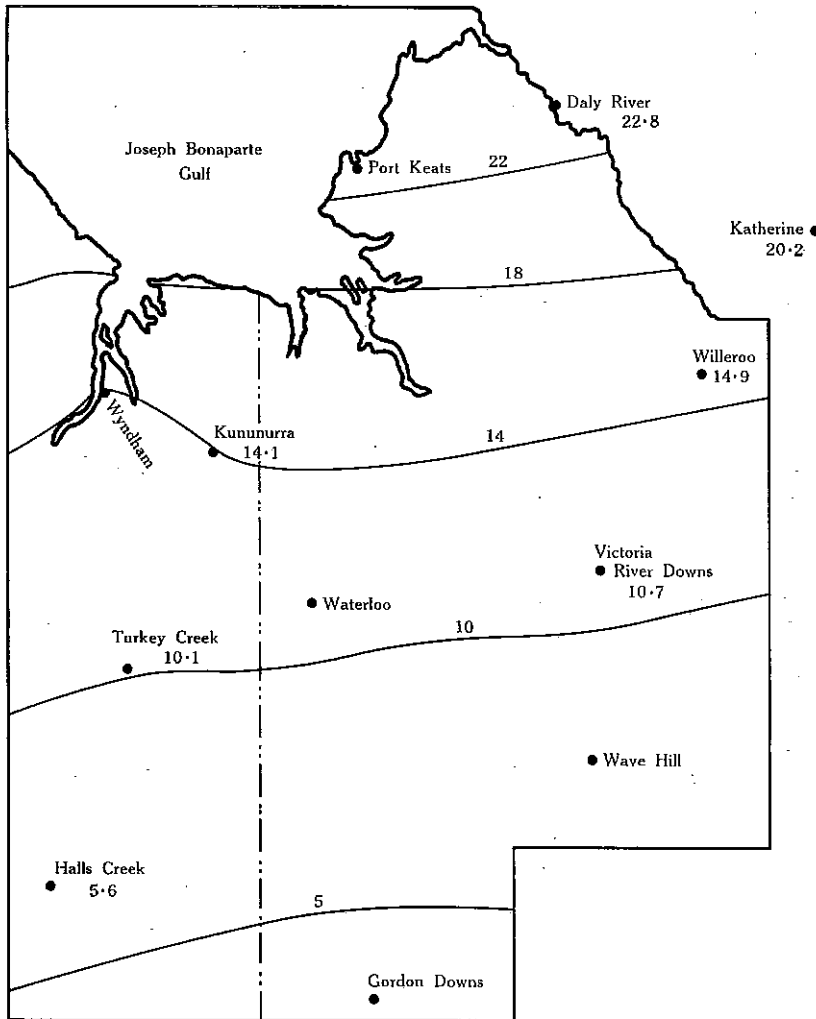 Daly River
22·8
Joseph Bonaparte
Gulf
Port Keats
22
Katherine
20·2
18
Willeroo
14·9
Wyndham
Kununurra
14·1
14
Victoria
River Downs
10·7
Waterloo
10
Turkey Creek
10·1
Wave Hill
Halls Creek
5·6
5
Gordon Downs